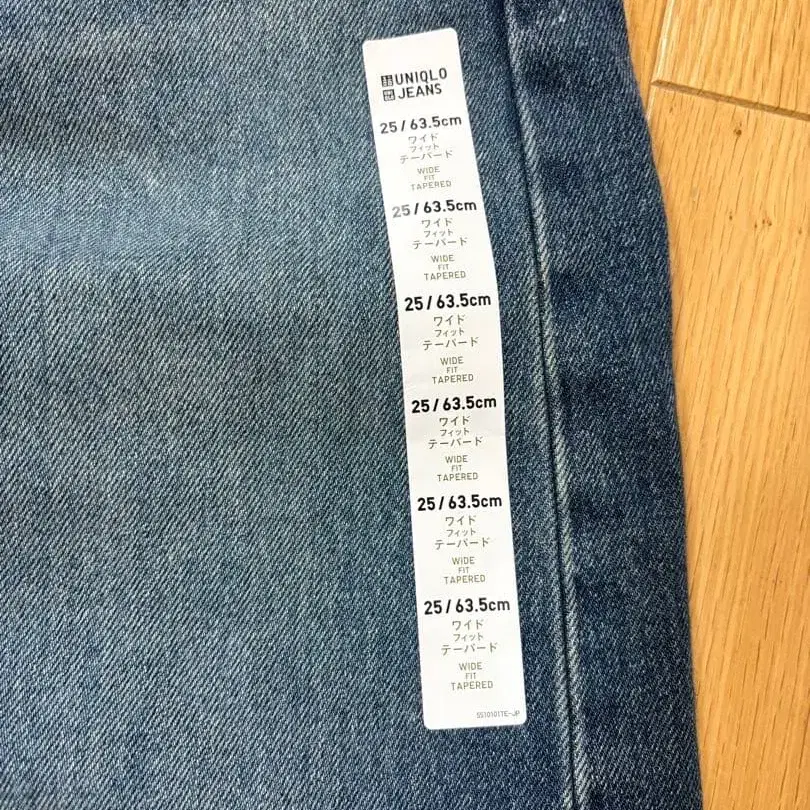 UNIQLO
JEANS
25/63.5cm
ワイド
フィット
テーパード
WIDE
FIT
TAPERED
25/63.5cm
ワイド
フィット
テーパード
WIDE
FIT
TAPERED
25/63.5cm
ワイド
フィット
テーパード
WIDE
FIT
TAPERED
25/63.5cm
ワイド
フィット
テーパード
WIDE
FIT
TAPERED
25/63.5cm
ワイド
フィット
テーパード
WIDE
FIT
TAPERED
25/63.5cm
ワイド
フィット
テーパード
WIDE
FIT
TAPERED